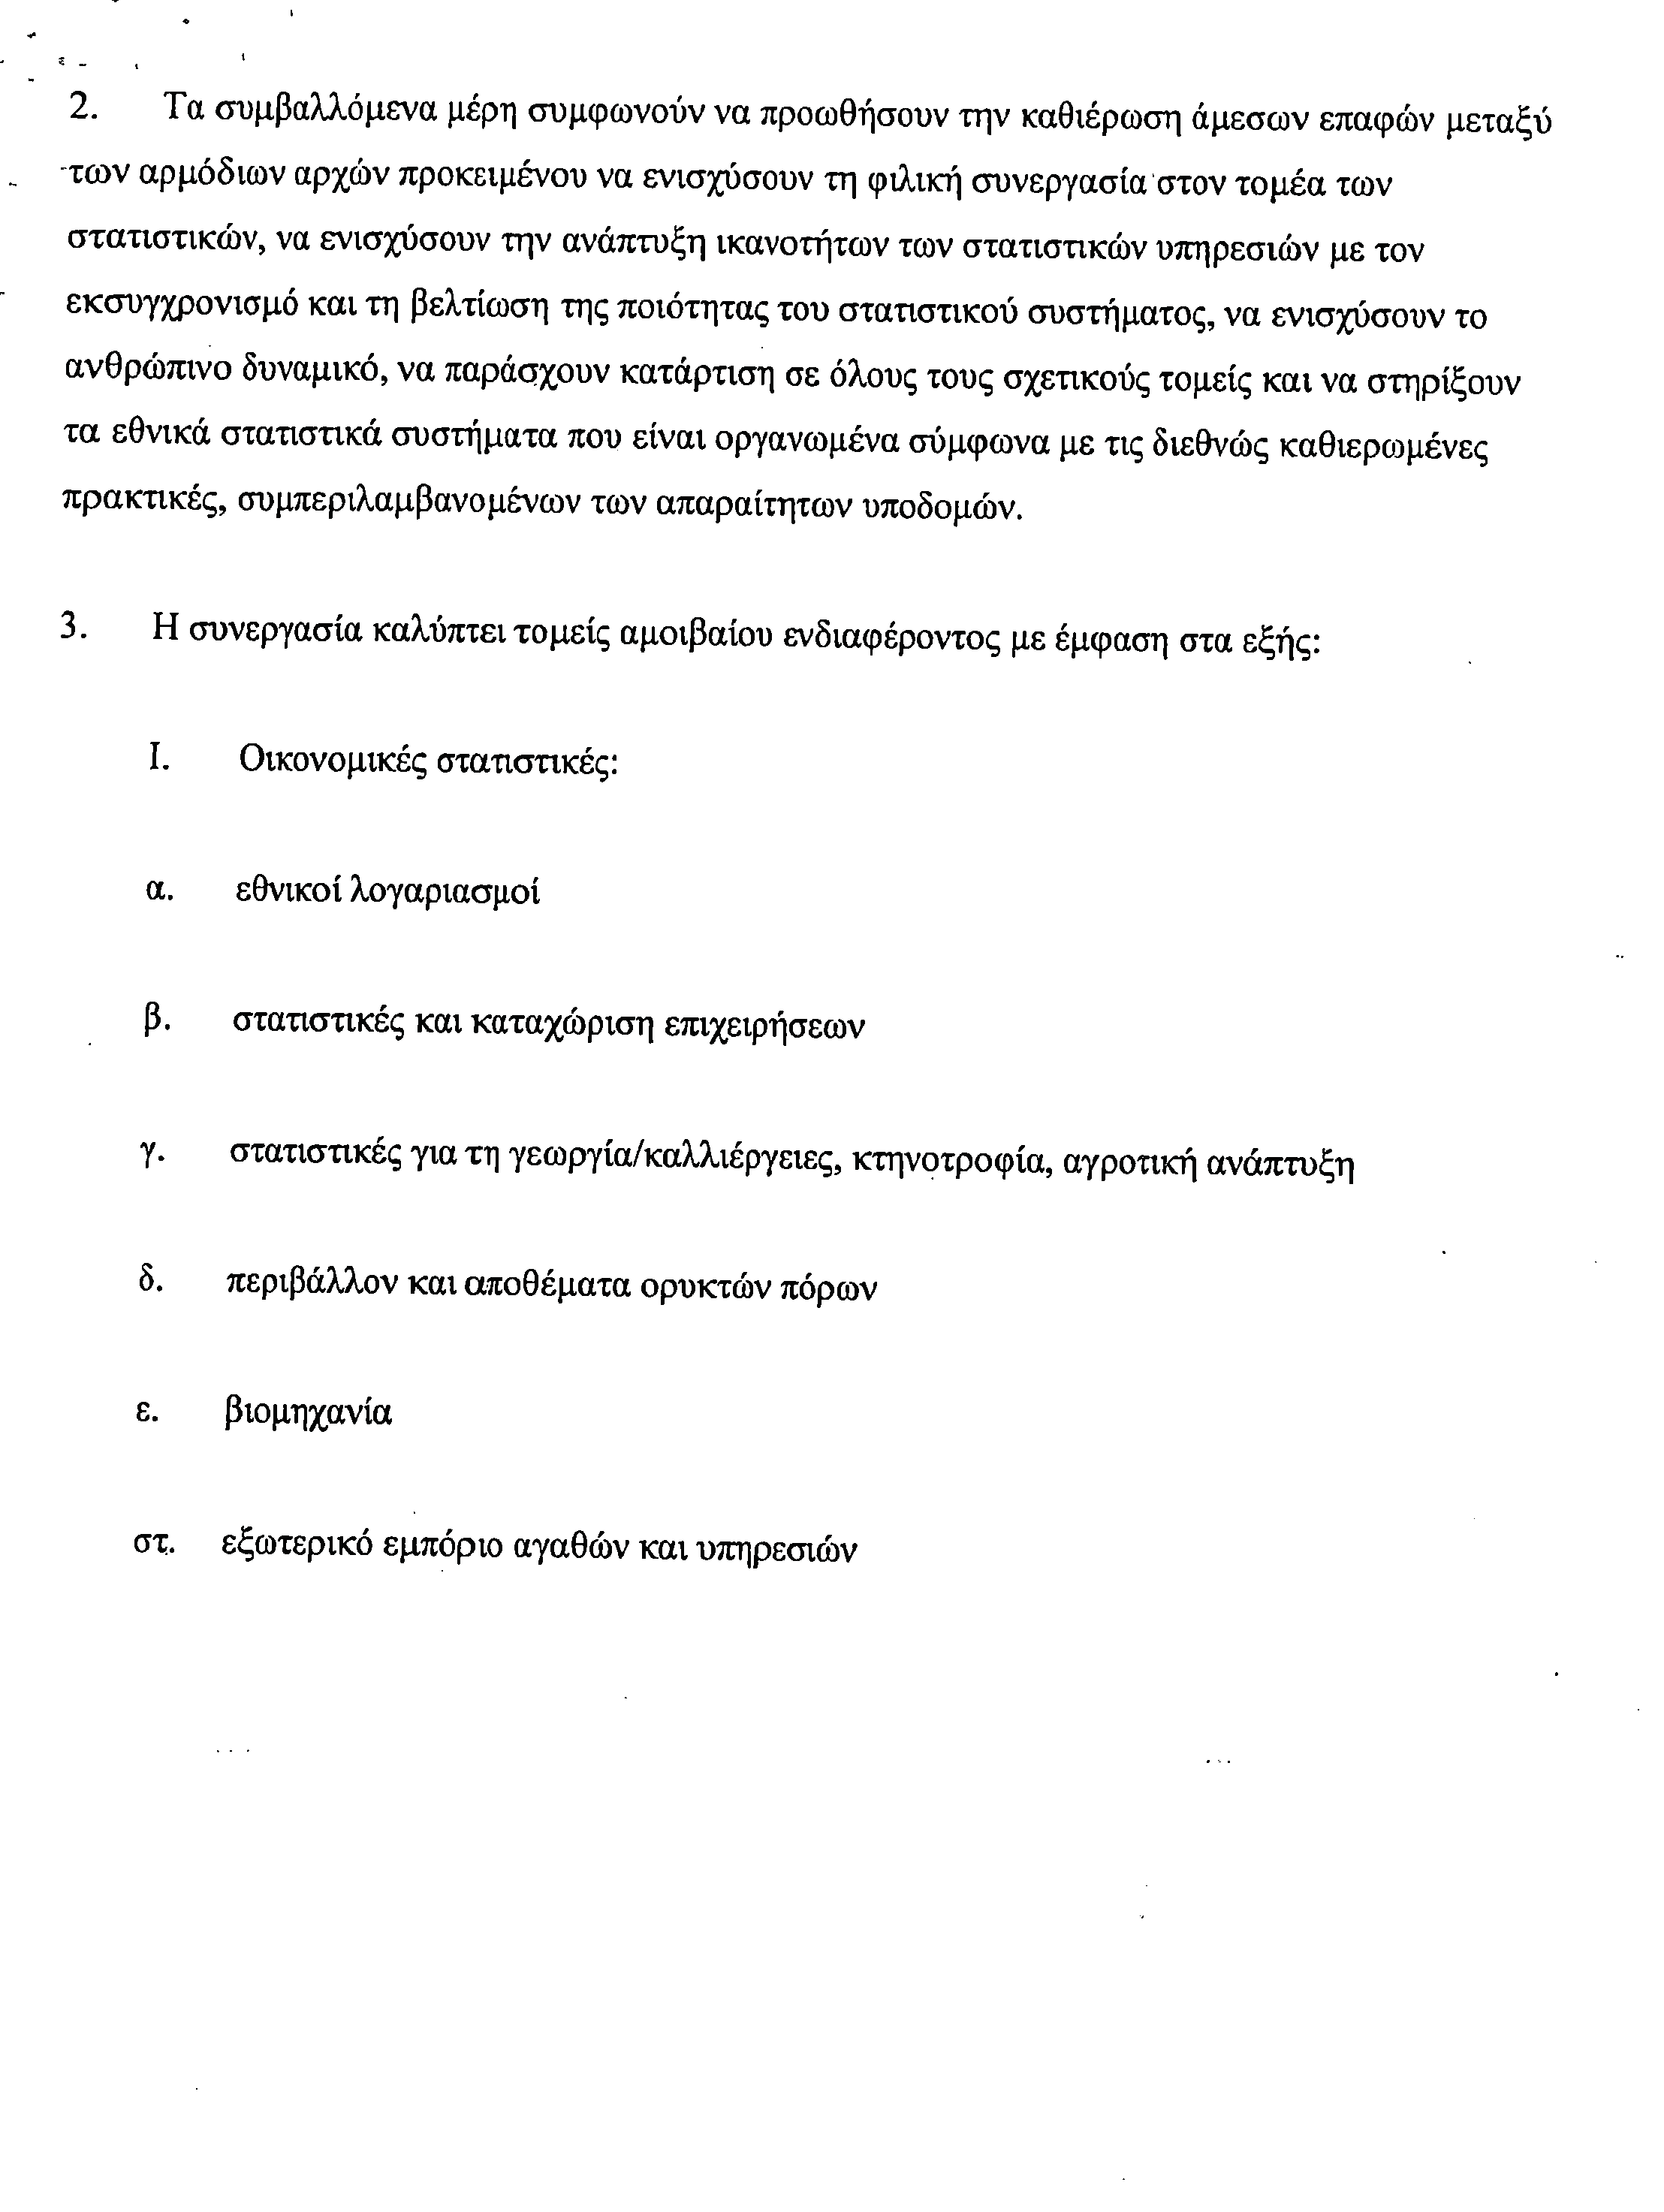 2. Τα συμβαλλόμενα μέρη συμφωνούν να προωθήσουν την καθιέρωση άμεσων επαφών μεταξύ
των αρμόδιων αρχών προκειμένου να ενισχύσουν τη φιλική συνεργασία στον τομέα των
στατιστικών, να ενισχύσουν την ανάπτυξη ικανοτήτων των στατιστικών υπηρεσιών με τον
εκσυγχρονισμό και τη βελτίωση της ποιότητας του στατιστικού συστήματος, να ενισχύσουν το
ανθρώπινο δυναμικό, να παράσχουν κατάρτιση σε όλους τους σχετικούς τομείς και να στηρίξουν
τα εθνικά στατιστικά συστήματα που είναι οργανωμένα σύμφωνα με τις διεθνώς καθιερωμένες
πρακτικές, συμπεριλαμβανομένων των απαραίτητων υποδομών.
3. Η συνεργασία καλύπτει τομείς αμοιβαίου ενδιαφέροντος με έμφαση στα εξής:
I. Οικονομικές στατιστικές:
α. εθνικοί λογαριασμοί
β. στατιστικές και καταχώριση επιχειρήσεων
γ. στατιστικές για τη γεωργία/καλλιέργειες, κτηνοτροφία, αγροτική ανάπτυξη
δ. περιβάλλον και αποθέματα ορυκτών πόρων
ε. βιομηχανία
στ. εξωτερικό εμπόριο αγαθών και υπηρεσιών